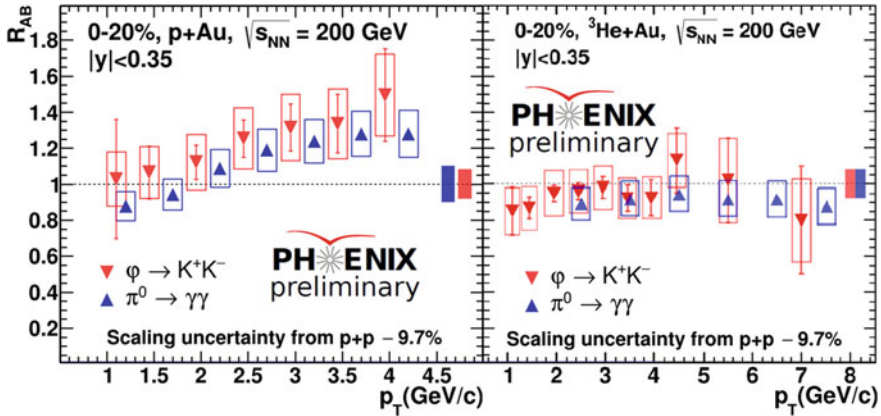 R_AB
1.8
1.6
1.4
1.2
1
0.8
0.6
0.4
0.2
0-20%, p+Au, √s_NN = 200 GeV
|y|<0.35
PHENIX
preliminary
φ → K⁺K⁻
π⁰ → γγ
Scaling uncertainty from p+p − 9.7%
1 1.5 2 2.5 3 3.5 4 4.5
p_T(GeV/c)
0-20%, ³He+Au, √s_NN = 200 GeV
|y|<0.35
PHENIX
preliminary
φ → K⁺K⁻
π⁰ → γγ
Scaling uncertainty from p+p − 9.7%
1 2 3 4 5 6 7 8
p_T(GeV/c)